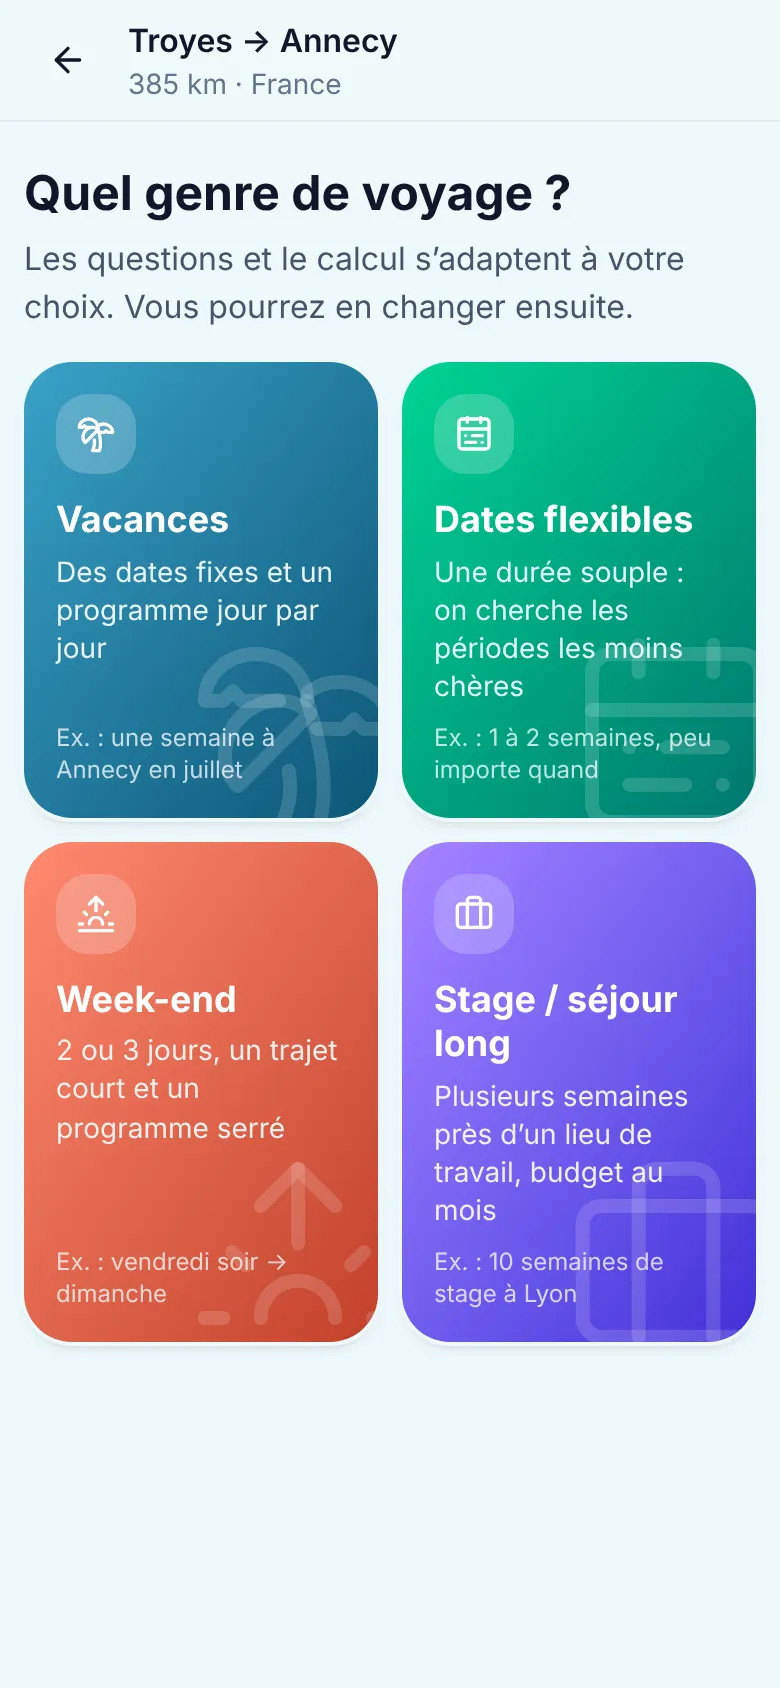 Troyes → Annecy
385 km · France
Quel genre de voyage ?
Les questions et le calcul s’adaptent à votre
choix. Vous pourrez en changer ensuite.
Vacances
Des dates fixes et un
programme jour par
jour
Ex. : une semaine à
Annecy en juillet
Dates flexibles
Une durée souple :
on cherche les
périodes les moins
chères
Ex. : 1 à 2 semaines, peu
importe quand
Week-end
2 ou 3 jours, un trajet
court et un
programme serré
Ex. : vendredi soir →
dimanche
Stage / séjour
long
Plusieurs semaines
près d’un lieu de
travail, budget au
mois
Ex. : 10 semaines de
stage à Lyon